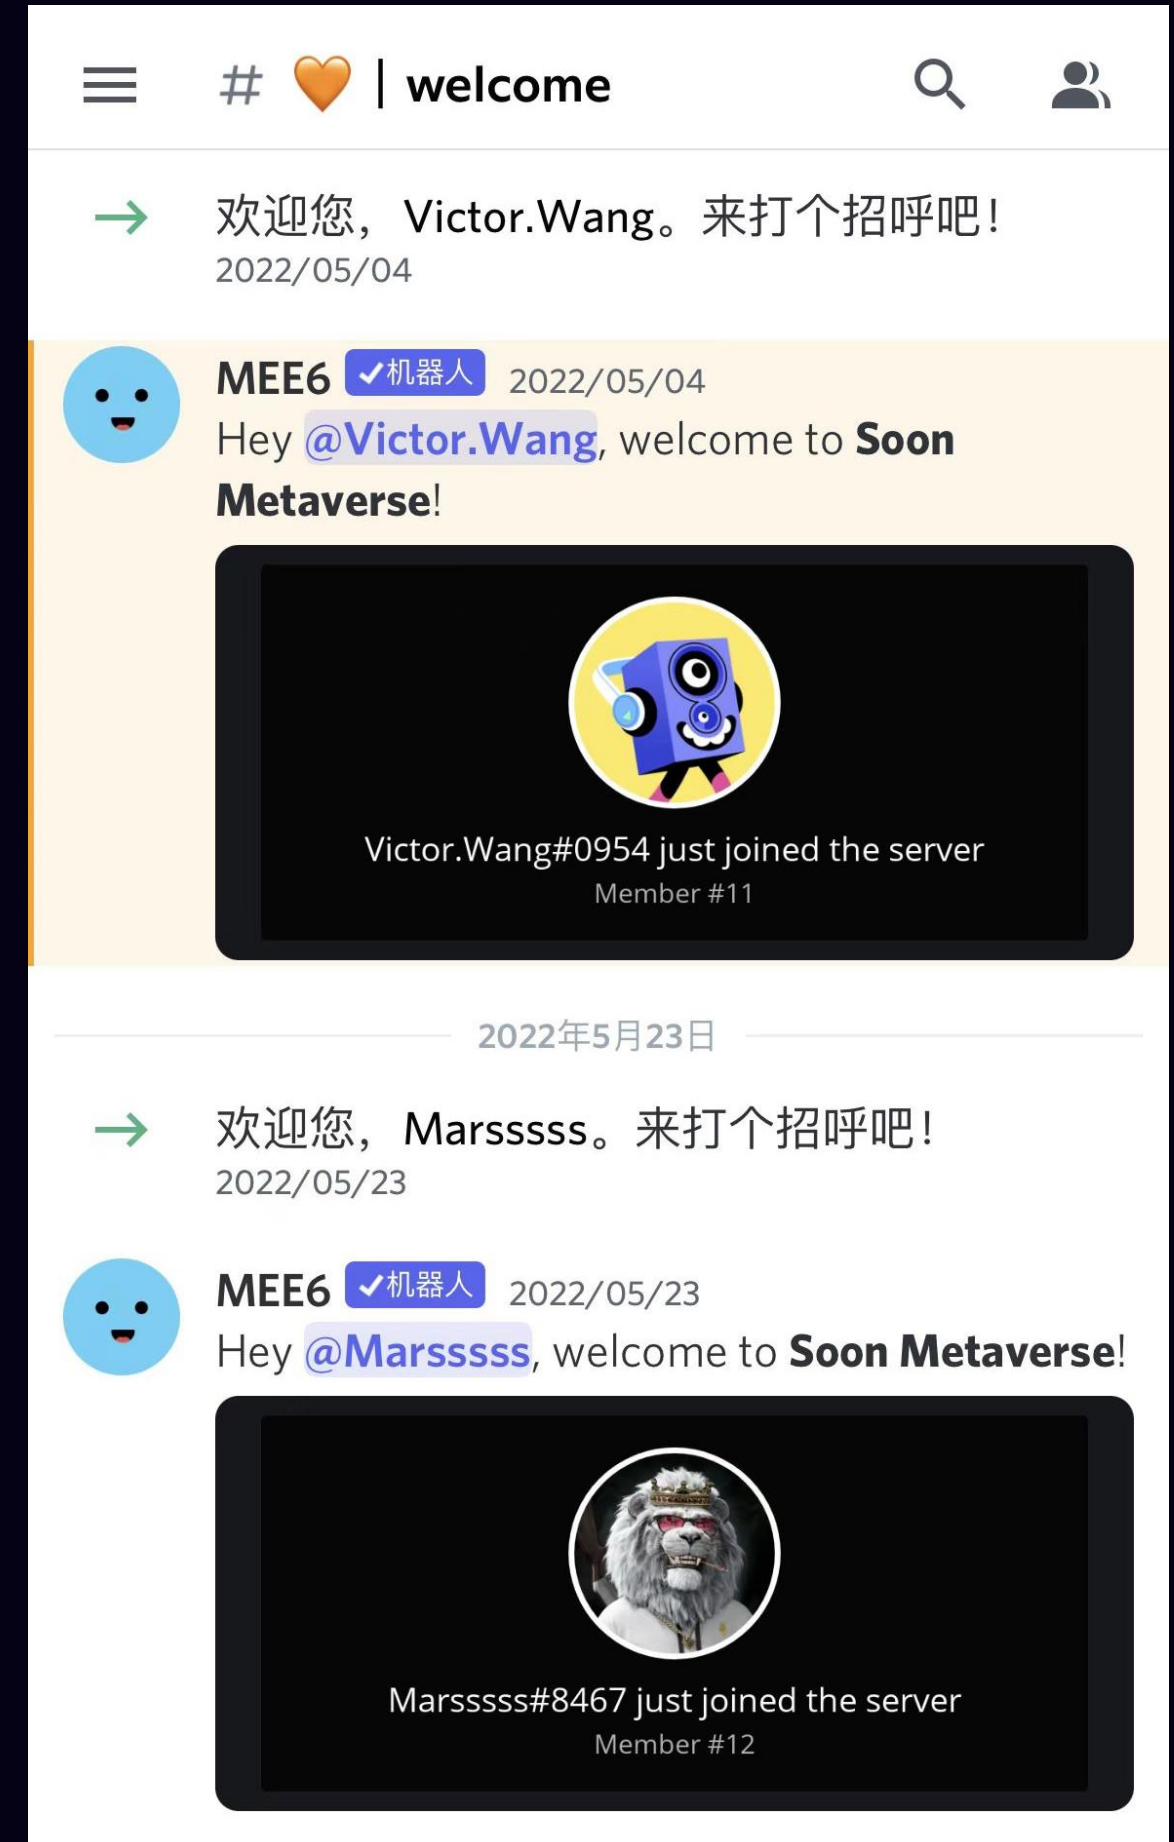 # 🧡 | welcome
欢迎您，Victor.Wang。来打个招呼吧！
2022/05/04
MEE6 ✓机器人 2022/05/04
Hey @Victor.Wang, welcome to Soon
Metaverse!
Victor.Wang#0954 just joined the server
Member #11
2022年5月23日
欢迎您，Marsssss。来打个招呼吧！
2022/05/23
MEE6 ✓机器人 2022/05/23
Hey @Marsssss, welcome to Soon Metaverse!
Marsssss#8467 just joined the server
Member #12